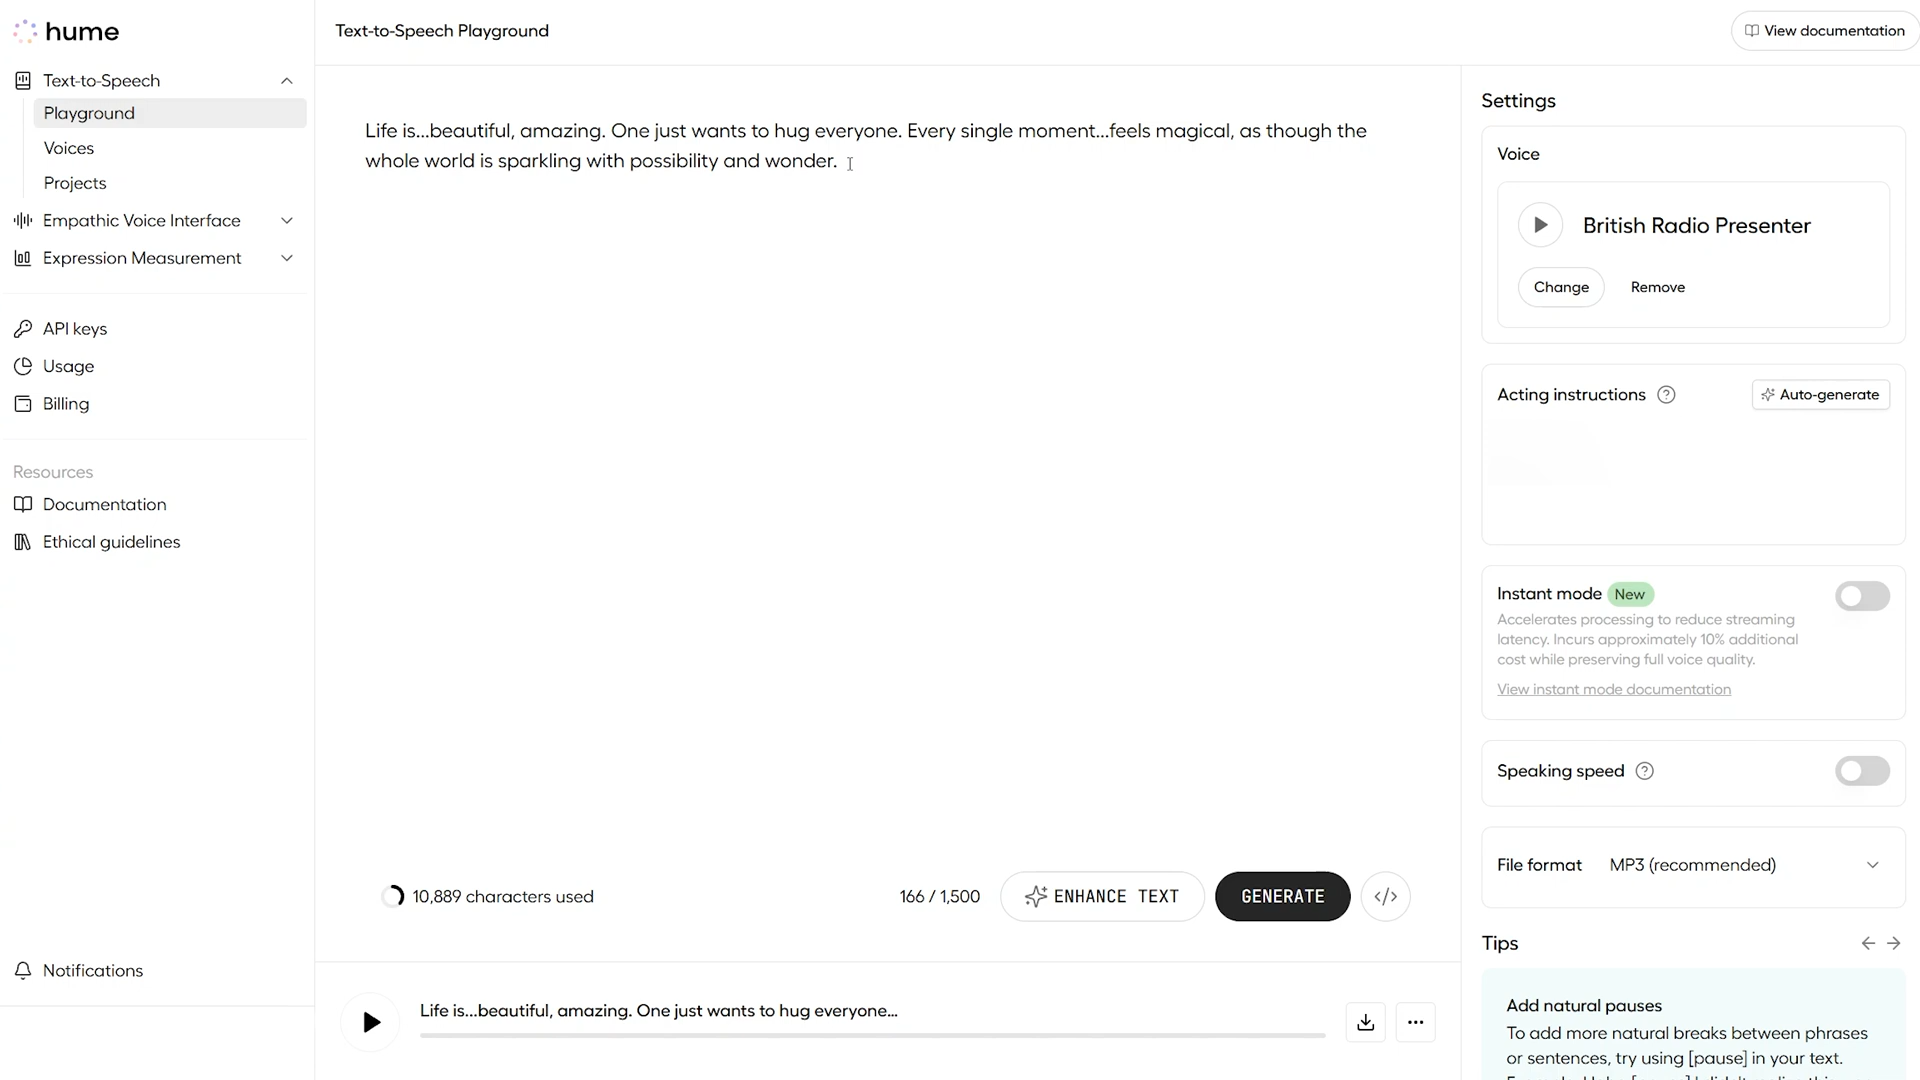 hume
Text-to-Speech
Playground
Voices
Projects
Empathic Voice Interface
Expression Measurement
API keys
Usage
Billing
Resources
Documentation
Ethical guidelines
Notifications
Text-to-Speech Playground
View documentation
Life is...beautiful, amazing. One just wants to hug everyone. Every single moment...feels magical, as though the
whole world is sparkling with possibility and wonder.
10,889 characters used
166 / 1,500
ENHANCE TEXT
GENERATE
</>
Life is...beautiful, amazing. One just wants to hug everyone...
Settings
Voice
British Radio Presenter
Change
Remove
Acting instructions
Auto-generate
Instant mode New
Accelerates processing to reduce streaming
latency. Incurs approximately 10% additional
cost while preserving full voice quality.
View instant mode documentation
Speaking speed
File format MP3 (recommended)
Tips
Add natural pauses
To add more natural breaks between phrases
or sentences, try using [pause] in your text.